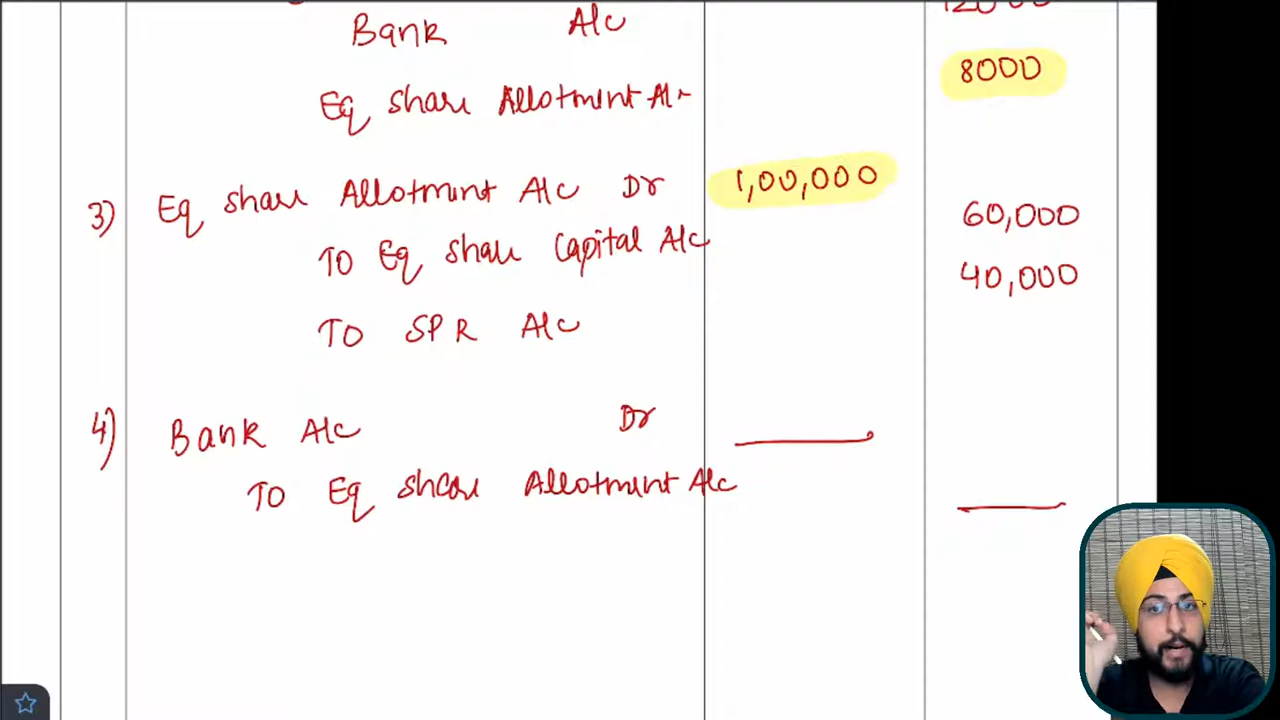 12000
Bank A/c
8000
Eq share Allotment A/c
3) Eq share Allotment A/c Dr 1,00,000
To Eq share Capital A/c 60,000
To SPR A/c 40,000
4) Bank A/c Dr
To Eq share Allotment A/c